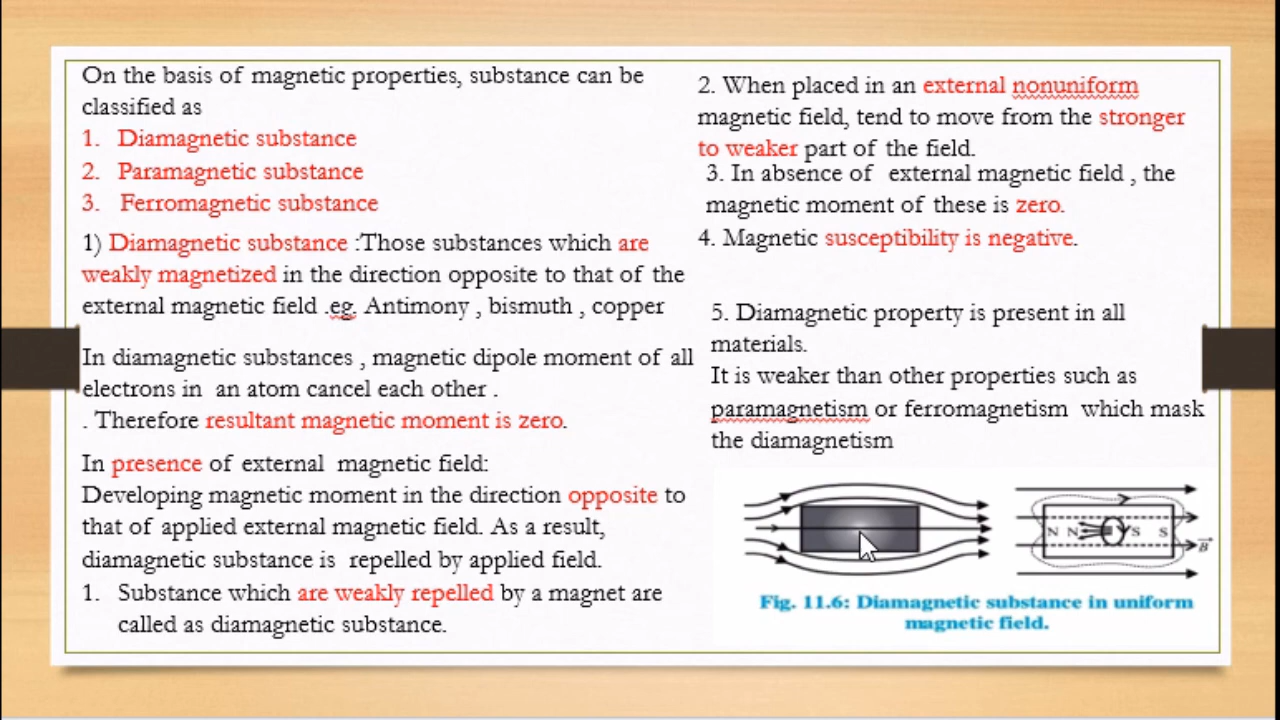 On the basis of magnetic properties, substance can be
classified as
1. Diamagnetic substance
2. Paramagnetic substance
3. Ferromagnetic substance
1) Diamagnetic substance :Those substances which are
weakly magnetized in the direction opposite to that of the
external magnetic field .eg. Antimony , bismuth , copper
In diamagnetic substances , magnetic dipole moment of all
electrons in an atom cancel each other .
. Therefore resultant magnetic moment is zero.
In presence of external magnetic field:
Developing magnetic moment in the direction opposite to
that of applied external magnetic field. As a result,
diamagnetic substance is repelled by applied field.
1. Substance which are weakly repelled by a magnet are
called as diamagnetic substance.
2. When placed in an external nonuniform
magnetic field, tend to move from the stronger
to weaker part of the field.
3. In absence of external magnetic field , the
magnetic moment of these is zero.
4. Magnetic susceptibility is negative.
5. Diamagnetic property is present in all
materials.
It is weaker than other properties such as
paramagnetism or ferromagnetism which mask
the diamagnetism
N N S S
B
Fig. 11.6: Diamagnetic substance in uniform
magnetic field.